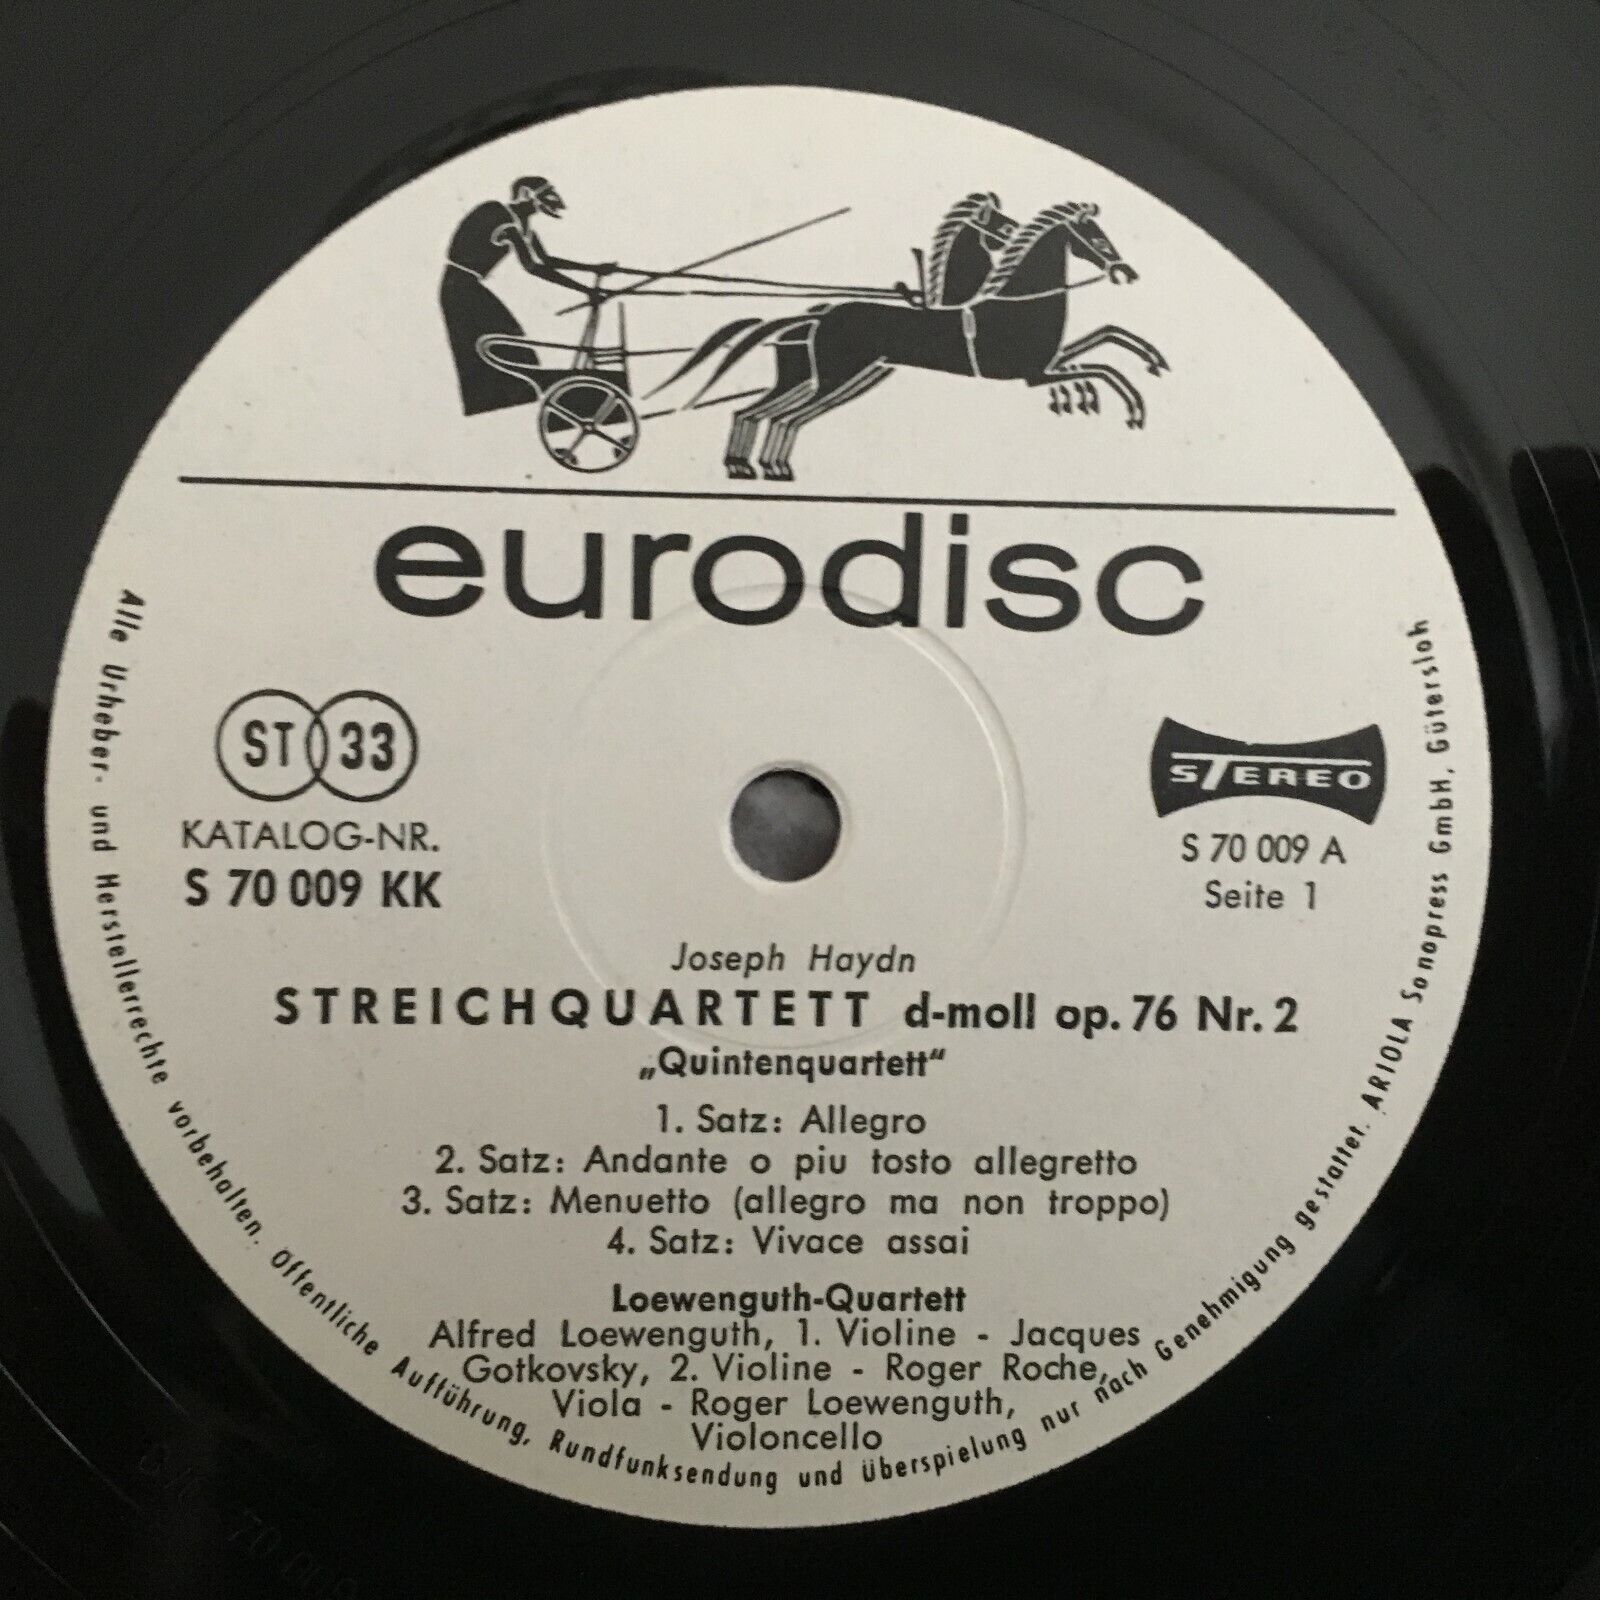 eurodisc
ST 33
KATALOG-NR.
S 70 009 KK
STEREO
S 70 009 A
Seite 1
Joseph Haydn
STREICHQUARTETT d-moll op. 76 Nr. 2
„Quintenquartett“
1. Satz: Allegro
2. Satz: Andante o piu tosto allegretto
3. Satz: Menuetto (allegro ma non troppo)
4. Satz: Vivace assai
Loewenguth-Quartett
Alfred Loewenguth, 1. Violine - Jacques
Gotkovsky, 2. Violine - Roger Roche,
Viola - Roger Loewenguth,
Violoncello
Alle Urheber- und Herstellerrechte vorbehalten. Öffentliche Aufführung, Rundfunksendung und Überspielung nur nach Genehmigung gestattet. ARIOLA Sonopress GmbH, Gütersloh